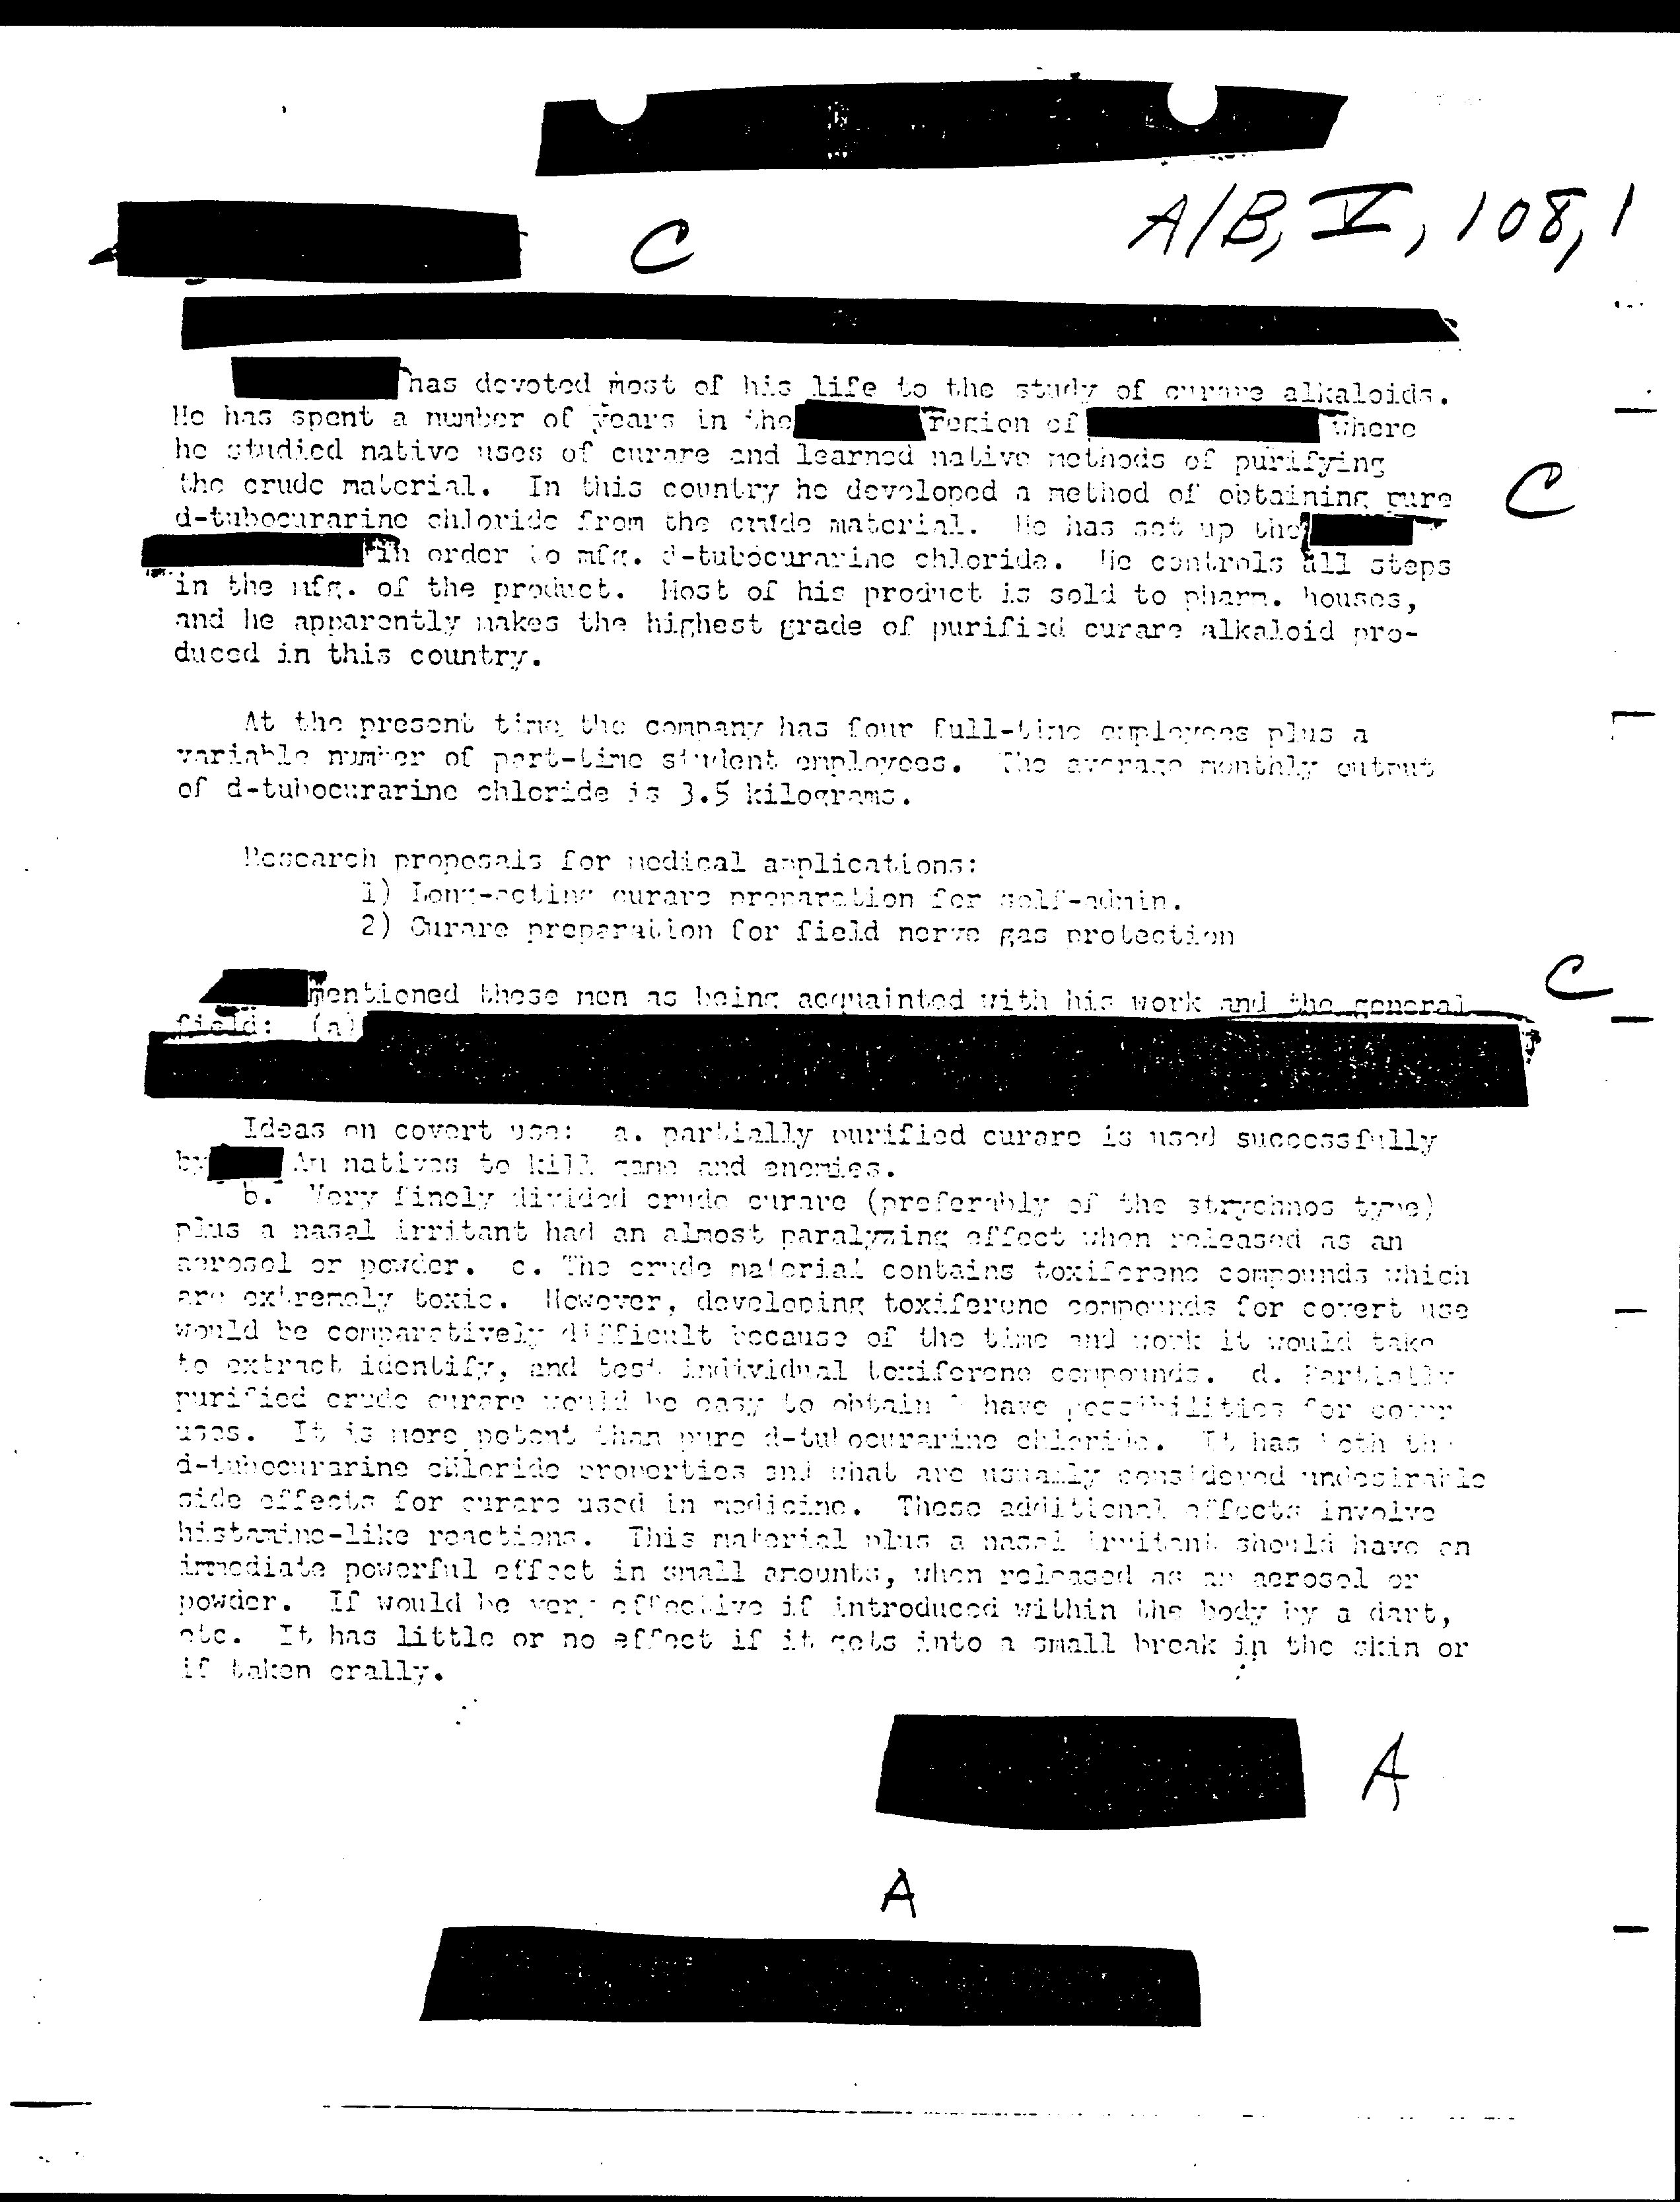 A/B, V, 108, 1
C
has devoted most of his life to the study of curare alkaloids.
He has spent a number of years in the region of where
he studied native uses of curare and learned native methods of purifying
the crude material. In this country he developed a method of obtaining pure
C
d-tubocurarine chloride from the crude material. He has set up the
in order to mfg. d-tubocurarine chloride. He controls all steps
in the mfg. of the product. Most of his product is sold to pharm. houses,
and he apparently makes the highest grade of purified curare alkaloid pro-
duced in this country.
At the present time the company has four full-time employees plus a
variable number of part-time student employees. The average monthly output
of d-tubocurarine chloride is 3.5 kilograms.
Research proposals for medical applications:
1) Long-acting curare preparation for self-admin.
2) Curare preparation for field nerve gas protection
C
mentioned these men as being acquainted with his work and the general
field: (a)
Ideas on covert use: a. partially purified curare is used successfully
by natives to kill game and enemies.
b. Very finely divided crude curare (preferably of the strychnos type)
plus a nasal irritant had an almost paralyzing effect when released as an
aerosol or powder. c. The crude material contains toxiferene compounds which
are extremely toxic. However, developing toxiferene compounds for covert use
would be comparatively difficult because of the time and work it would take
to extract identify, and test individual toxiferene compounds. d. Partially
purified crude curare would be easy to obtain have possibilities for
uses. It is more potent than pure d-tubocurarine chloride. It has both the
d-tubocurarine chloride properties and what are usually considered undesirable
side effects for curare used in medicine. These additional effects involve
histamine-like reactions. This material plus a nasal irritant should have an
immediate powerful effect in small amounts, when released as an aerosol or
powder. If would be very effective if introduced within the body by a dart,
etc. It has little or no effect if it gets into a small break in the skin or
if taken orally.
A
A